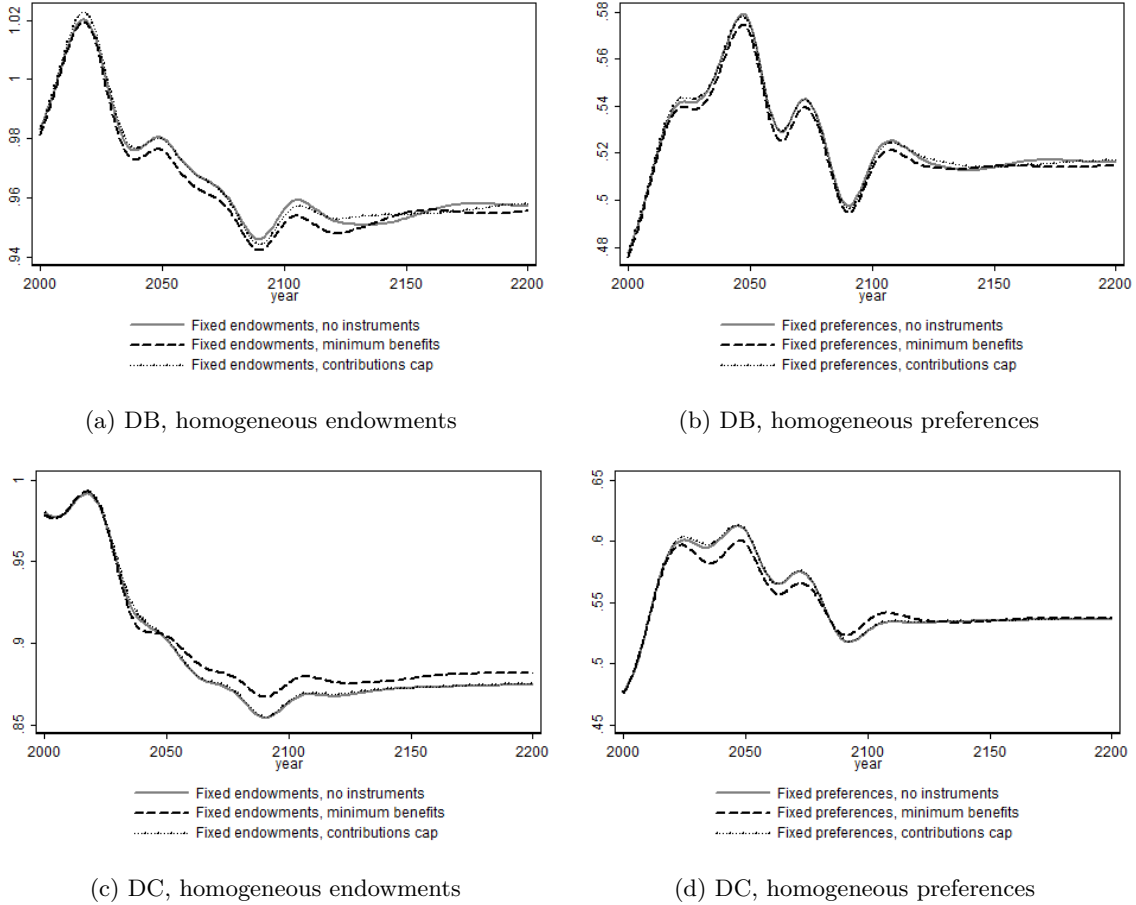 1.02
1
.98
.96
.94
2000 2050 2100 2150 2200
year
Fixed endowments, no instruments
Fixed endowments, minimum benefits
Fixed endowments, contributions cap
(a) DB, homogeneous endowments
.58
.56
.54
.52
.5
.48
2000 2050 2100 2150 2200
year
Fixed preferences, no instruments
Fixed preferences, minimum benefits
Fixed preferences, contributions cap
(b) DB, homogeneous preferences
1
.95
.9
.85
2000 2050 2100 2150 2200
year
Fixed endowments, no instruments
Fixed endowments, minimum benefits
Fixed endowments, contributions cap
(c) DC, homogeneous endowments
.65
.6
.55
.5
.45
2000 2050 2100 2150 2200
year
Fixed preferences, no instruments
Fixed preferences, minimum benefits
Fixed preferences, contributions cap
(d) DC, homogeneous preferences